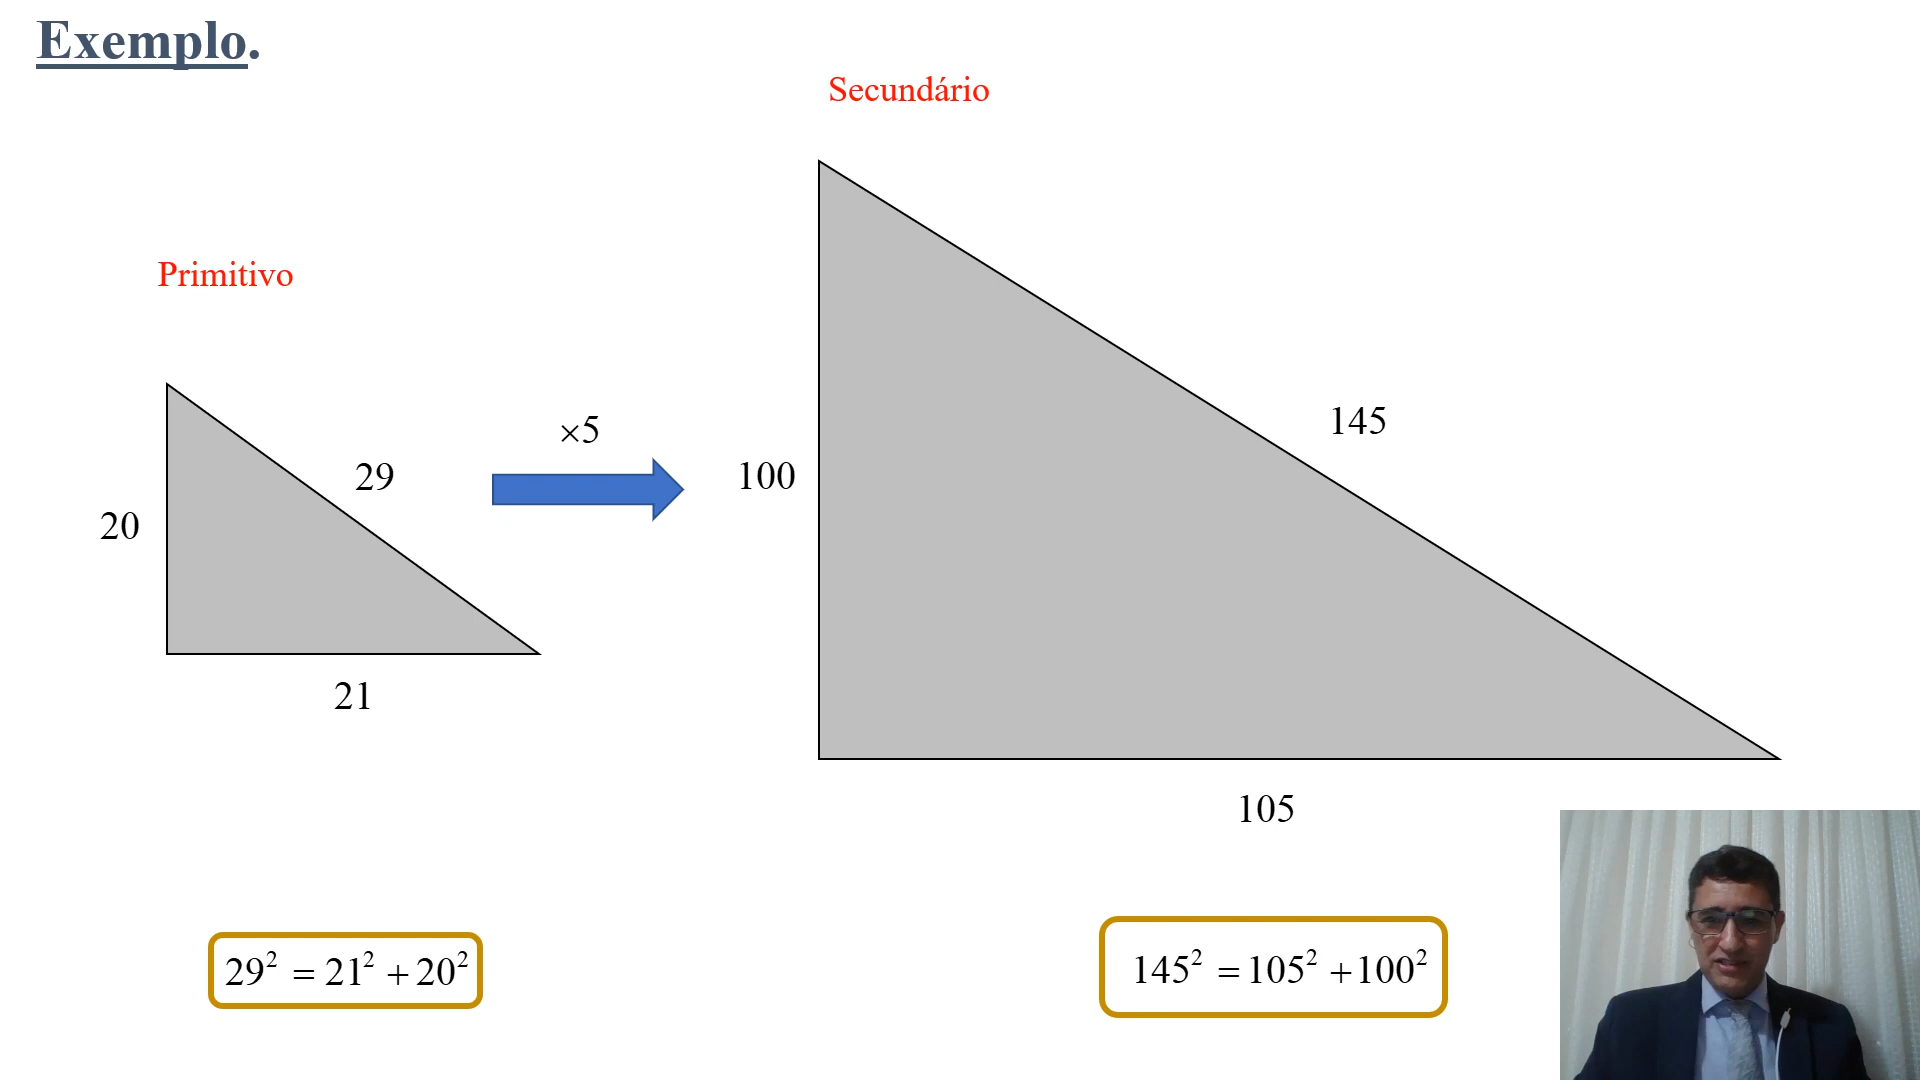 Exemplo.
Secundário
Primitivo
×5
145
29
100
20
21
105
29² = 21² + 20²
145² = 105² + 100²